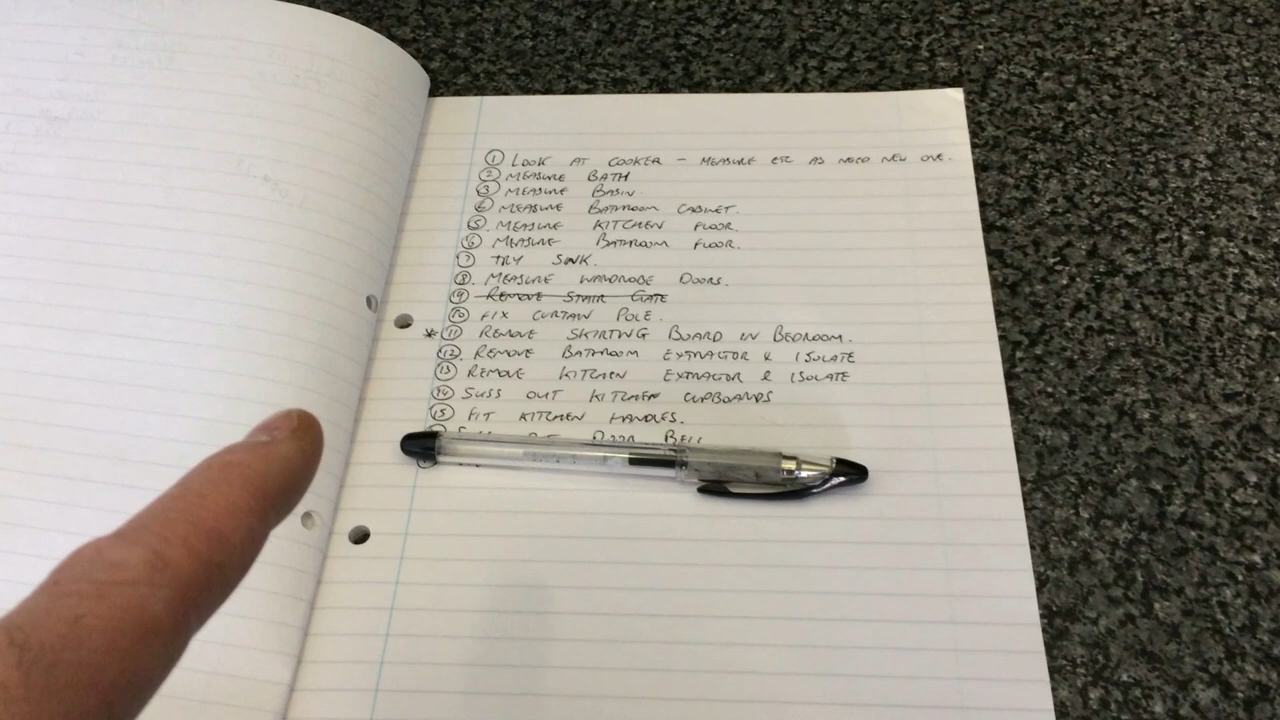 ① LOOK AT COOKER - MEASURE ETC AS NEED NEW ONE.
② MEASURE BATH
③ MEASURE BASIN.
④ MEASURE BATHROOM CABINET.
⑤. MEASURE KITCHEN FLOOR.
⑥ MEASURE BATHROOM FLOOR.
⑦ TRY SINK.
⑧. MEASURE WARDROBE DOORS.
⑨ REMOVE STAIR GATE
⑩ FIX CURTAIN POLE.
* ⑪ REMOVE SKIRTING BOARD IN BEDROOM.
⑫. REMOVE BATHROOM EXTRACTOR & ISOLATE
⑬ REMOVE KITCHEN EXTRACTOR & ISOLATE
⑭ SUSS OUT KITCHEN CUPBOARDS
⑮ FIT KITCHEN HANDLES.
DOOR BELL